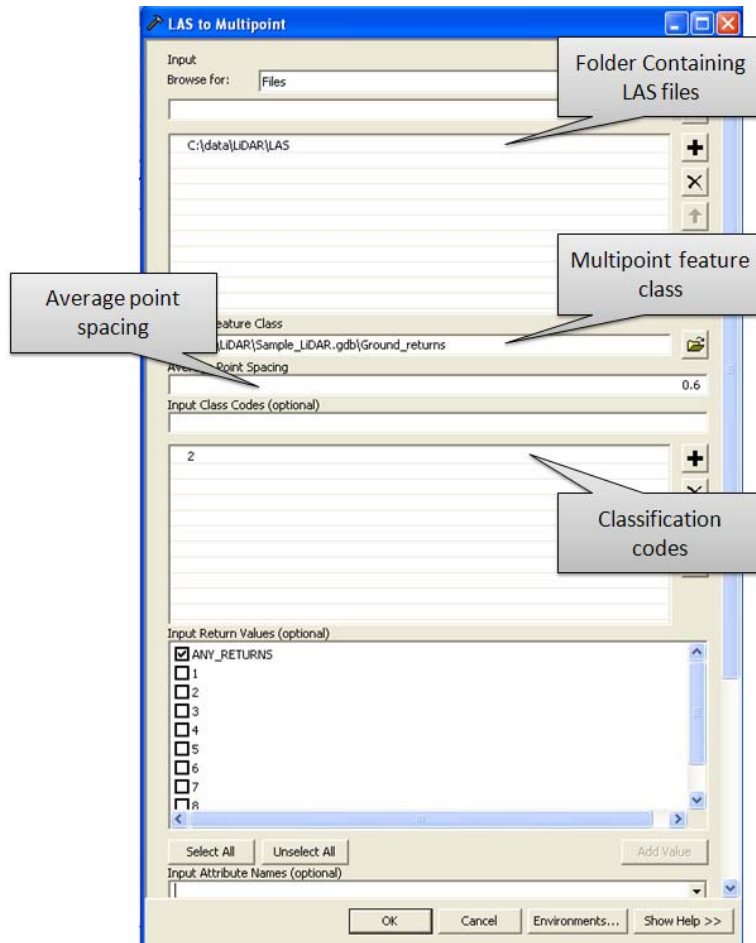 LAS to Multipoint
Input
Browse for:
Files
Folder Containing
LAS files
C:\data\LiDAR\LAS
Multipoint feature
class
Average point
spacing
eature Class
\LiDAR\Sample_LiDAR.gdb\Ground_returns
Point Spacing
0.6
Input Class Codes (optional)
2
Classification
codes
Input Return Values (optional)
ANY_RETURNS
1
2
3
4
5
6
7
8
Select All
Unselect All
Add Value
Input Attribute Names (optional)
OK
Cancel
Environments...
Show Help >>